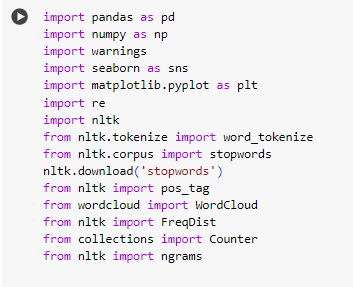 import pandas as pd
import numpy as np
import warnings
import seaborn as sns
import matplotlib.pyplot as plt
import re
import nltk
from nltk.tokenize import word_tokenize
from nltk.corpus import stopwords
nltk.download('stopwords')
from nltk import pos_tag
from wordcloud import WordCloud
from nltk import FreqDist
from collections import Counter
from nltk import ngrams